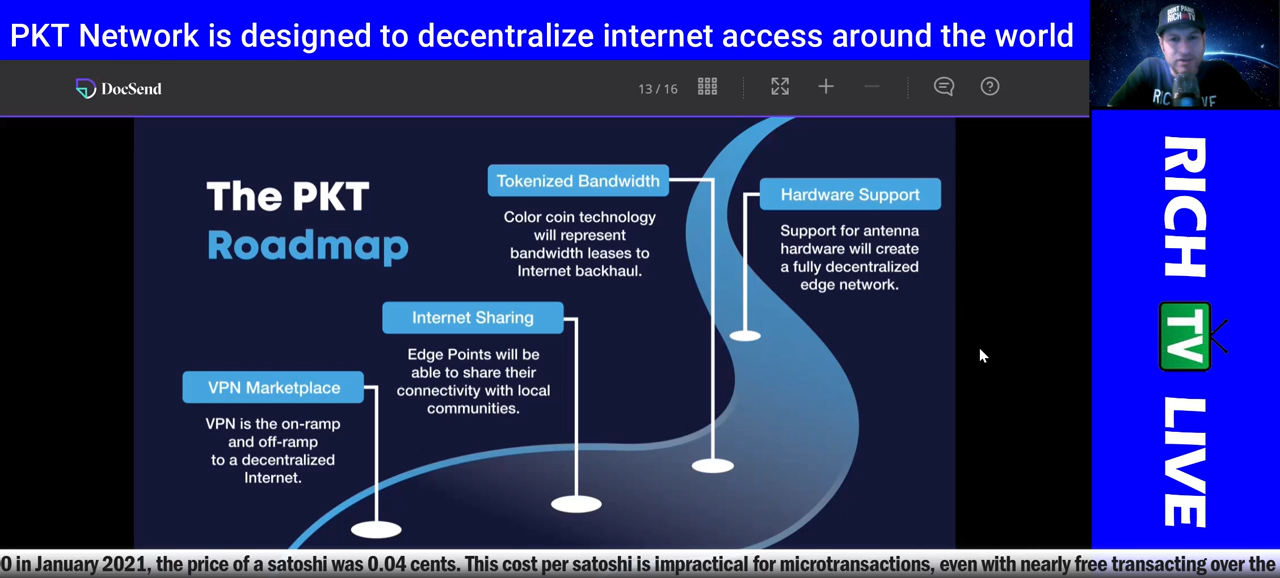 PKT Network is designed to decentralize internet access around the world
DocSend
13 / 16
The PKT
Roadmap
VPN Marketplace
VPN is the on-ramp
and off-ramp
to a decentralized
Internet.
Internet Sharing
Edge Points will be
able to share their
connectivity with local
communities.
Tokenized Bandwidth
Color coin technology
will represent
bandwidth leases to
Internet backhaul.
Hardware Support
Support for antenna
hardware will create
a fully decentralized
edge network.
RICH TV LIVE
0 in January 2021, the price of a satoshi was 0.04 cents. This cost per satoshi is impractical for microtransactions, even with nearly free transacting over the